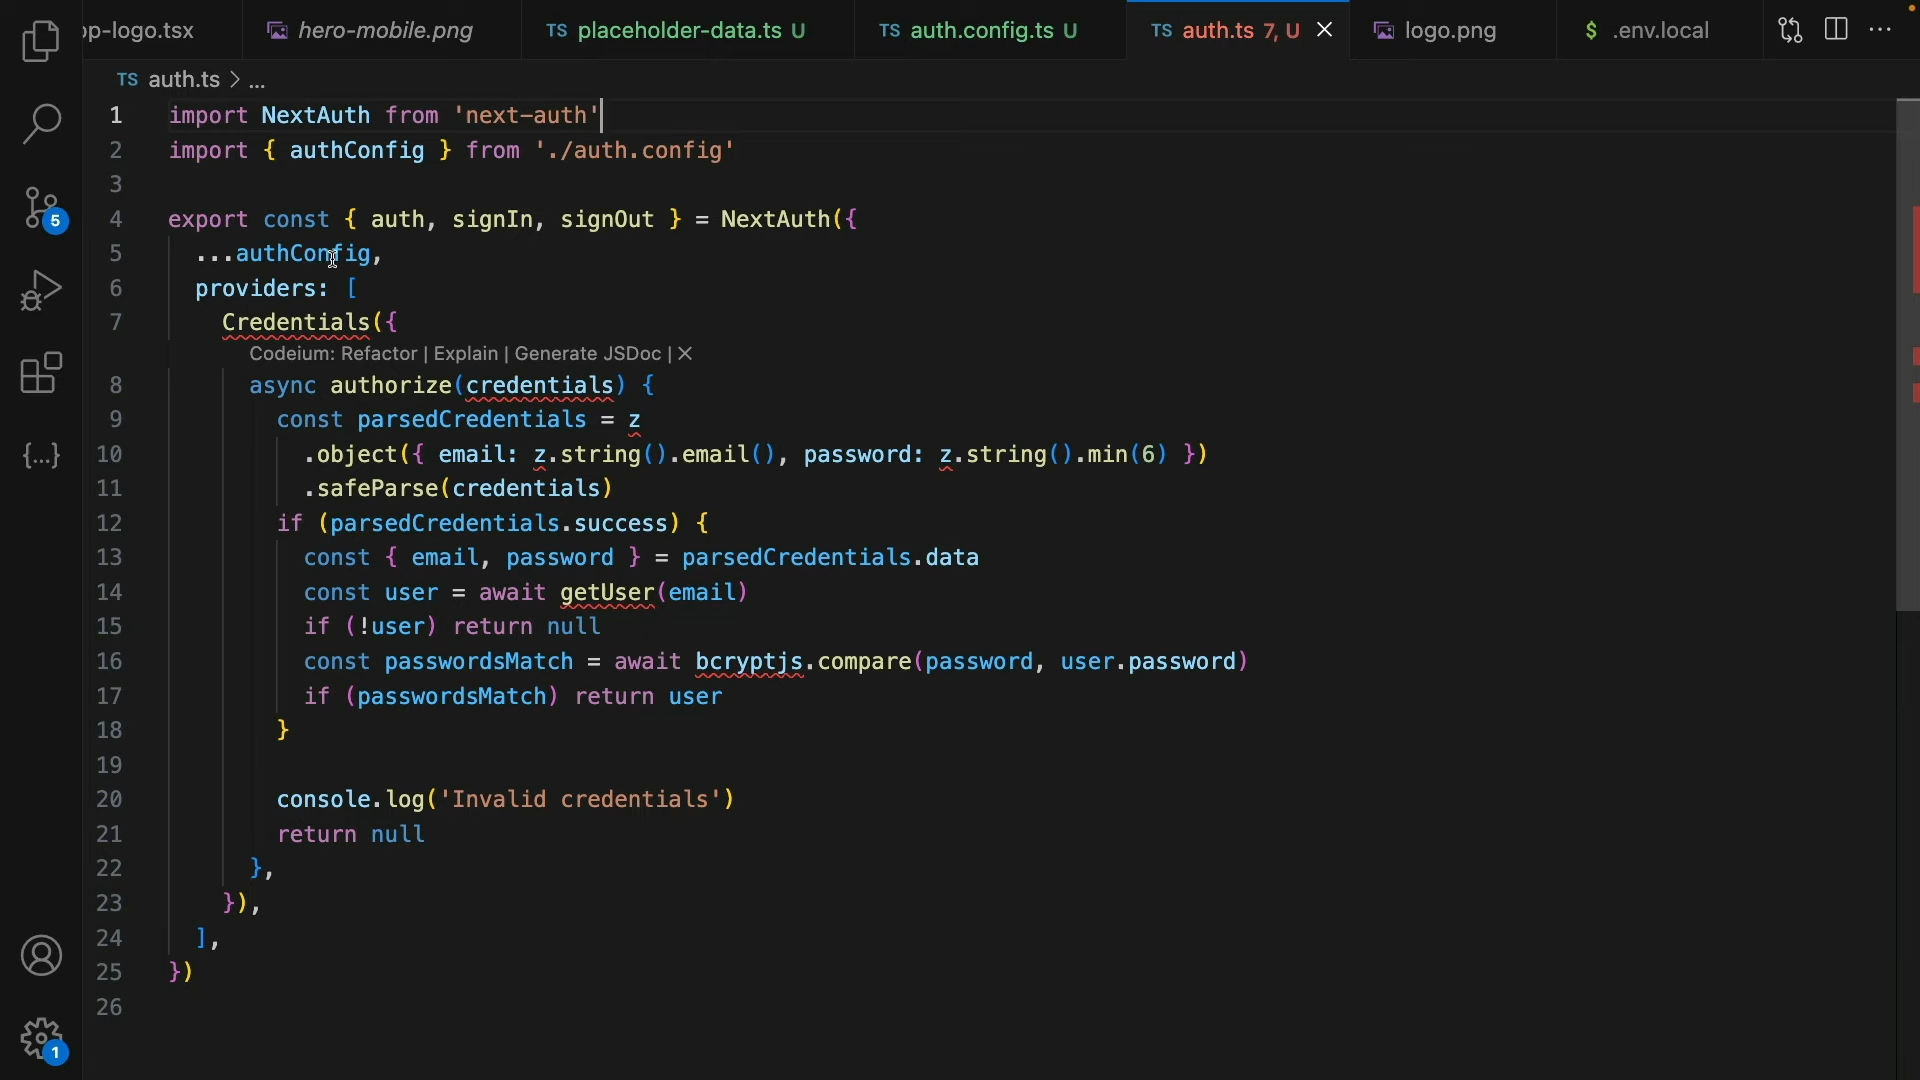 op-logo.tsx hero-mobile.png TS placeholder-data.ts U TS auth.config.ts U TS auth.ts 7, U logo.png $ .env.local
TS auth.ts > ...
1 import NextAuth from 'next-auth'
2 import { authConfig } from './auth.config'
3
4 export const { auth, signIn, signOut } = NextAuth({
5 ...authConfig,
6 providers: [
7 Credentials({
Codeium: Refactor | Explain | Generate JSDoc | ×
8 async authorize(credentials) {
9 const parsedCredentials = z
10 .object({ email: z.string().email(), password: z.string().min(6) })
11 .safeParse(credentials)
12 if (parsedCredentials.success) {
13 const { email, password } = parsedCredentials.data
14 const user = await getUser(email)
15 if (!user) return null
16 const passwordsMatch = await bcryptjs.compare(password, user.password)
17 if (passwordsMatch) return user
18 }
19
20 console.log('Invalid credentials')
21 return null
22 },
23 }),
24 ],
25 })
26
5
{...}
1